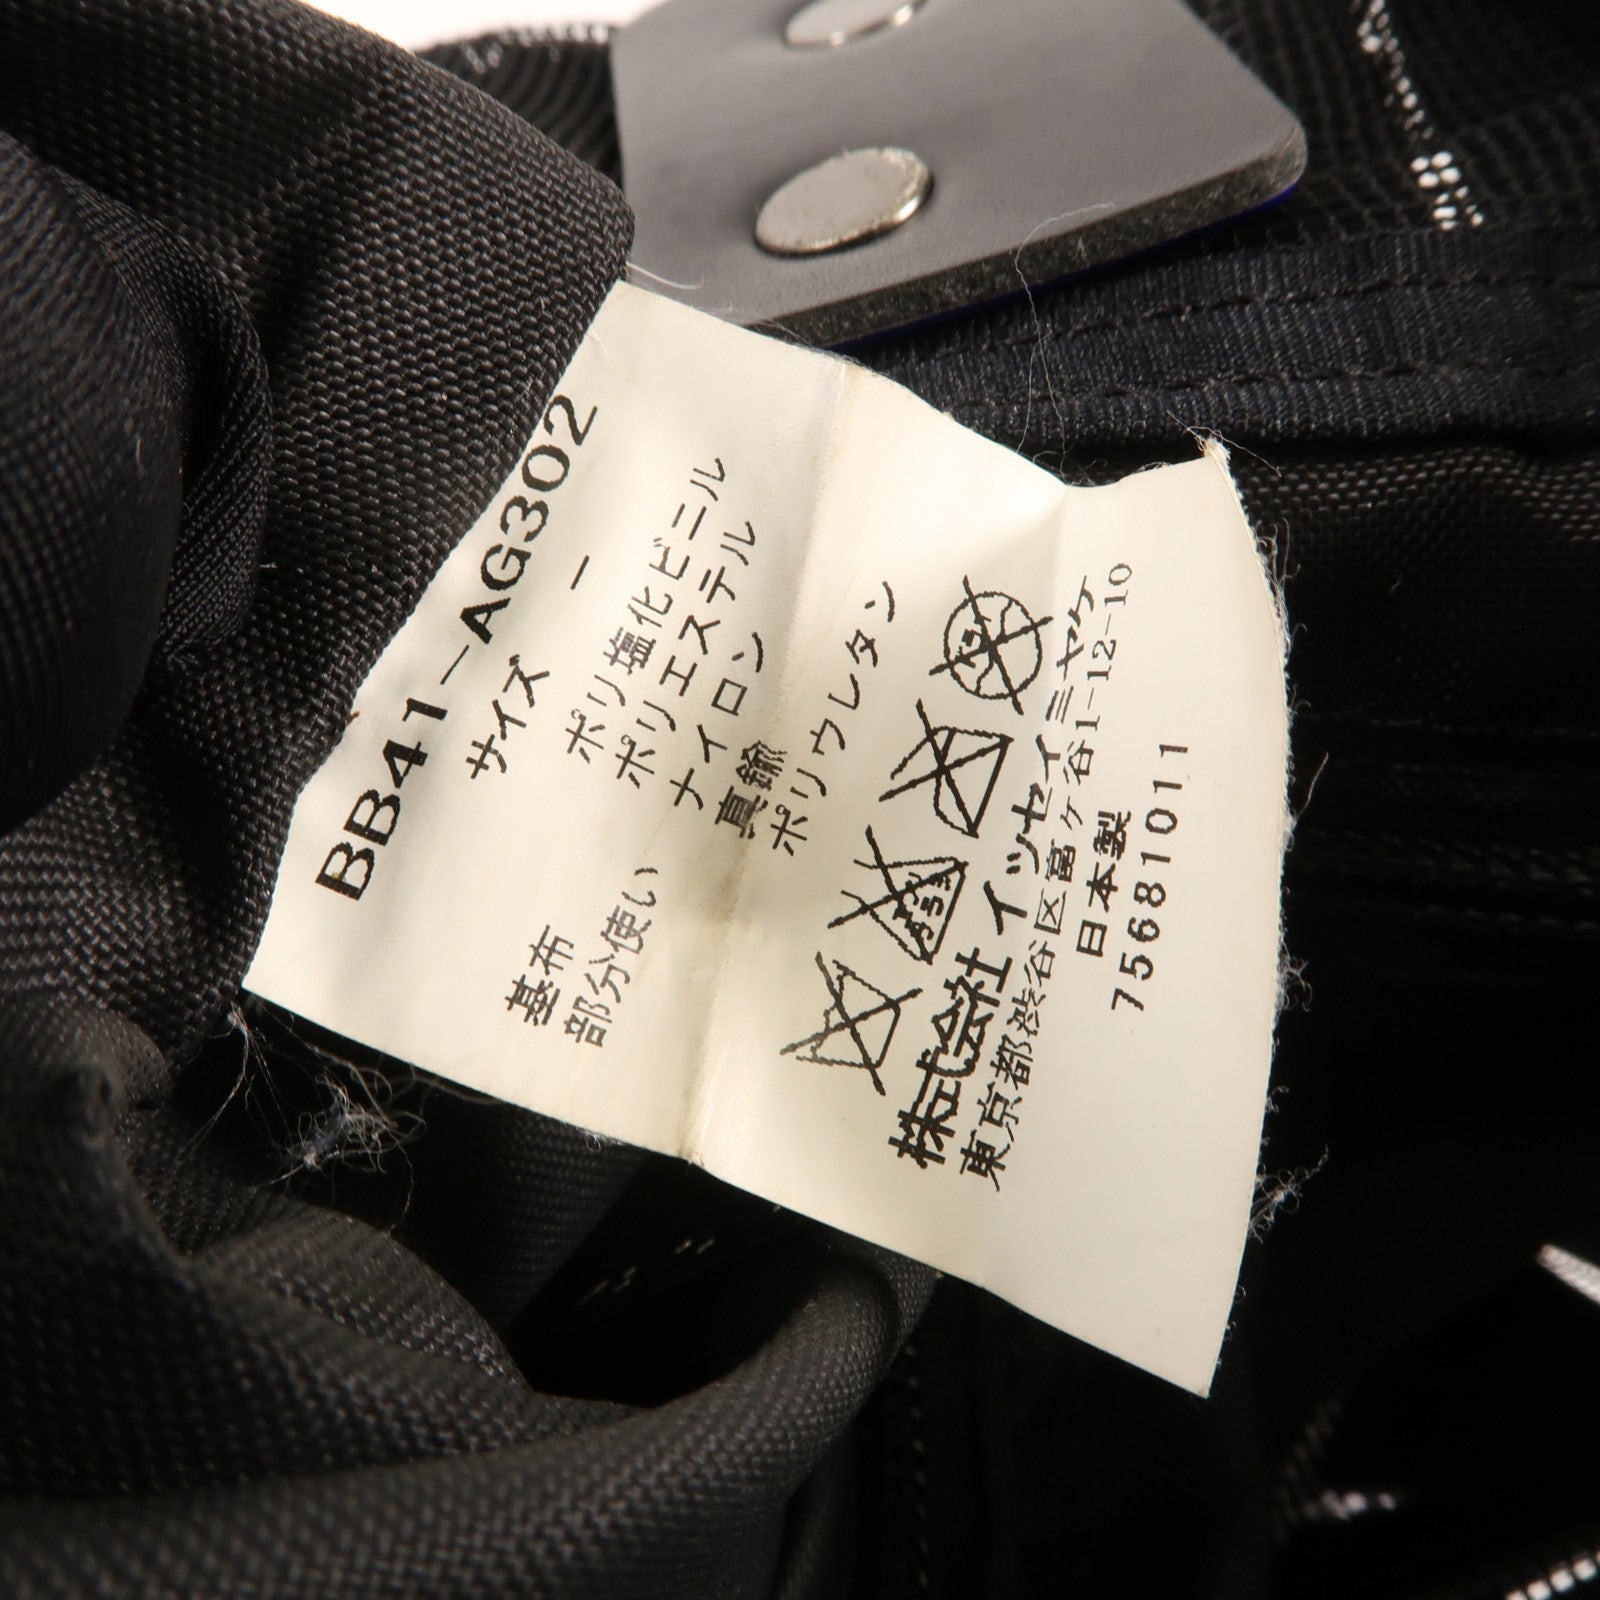 BB41-AG302
サイズ -
ポリ塩化ビニル
基布 ポリエステル
部分使い ナイロン
真鍮
ポリウレタン
株式会社 イッセイミヤケ
東京都渋谷区富ヶ谷1-12-10
日本製
75681011